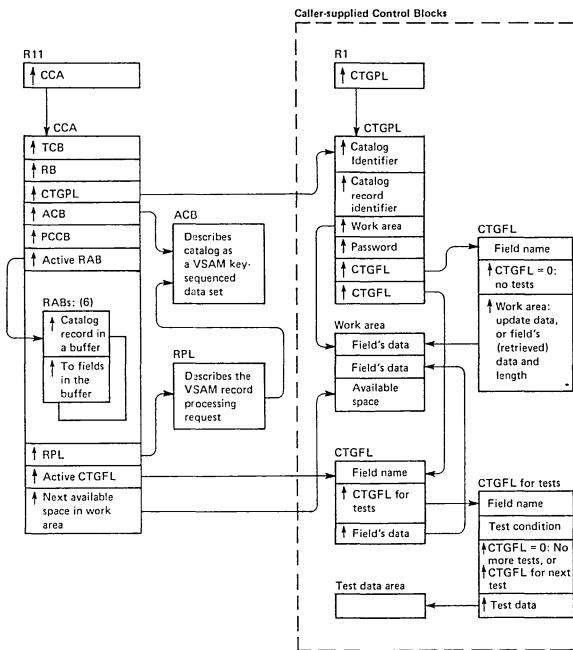 Caller-supplied Control Blocks
R11
↑ CCA
CCA
↑ TCB
↑ RB
↑ CTGPL
↑ ACB
↑ PCCB
↑ Active RAB
RABs: (6)
↑ Catalog
record in
a buffer
↑ To fields
in the
buffer
↑ RPL
↑ Active CTGFL
↑ Next available
space in work
area
ACB
Describes
catalog as
a VSAM key-
sequenced
data set
RPL
Describes the
VSAM record
processing
request
R1
↑ CTGPL
CTGPL
↑ Catalog
Identifier
↑ Catalog
record
identifier
↑ Work area
↑ Password
↑ CTGFL
↑ CTGFL
Work area
Field's data
Field's data
Available
space
CTGFL
Field name
↑ CTGFL for
tests
↑ Field's data
Test data area
CTGFL
Field name
↑ CTGFL = 0:
no tests
↑ Work area:
update data,
or field's
(retrieved)
data and
length
CTGFL for tests
Field name
Test condition
↑ CTGFL = 0: No
more tests, or
↑ CTGFL for next
test
↑ Test data